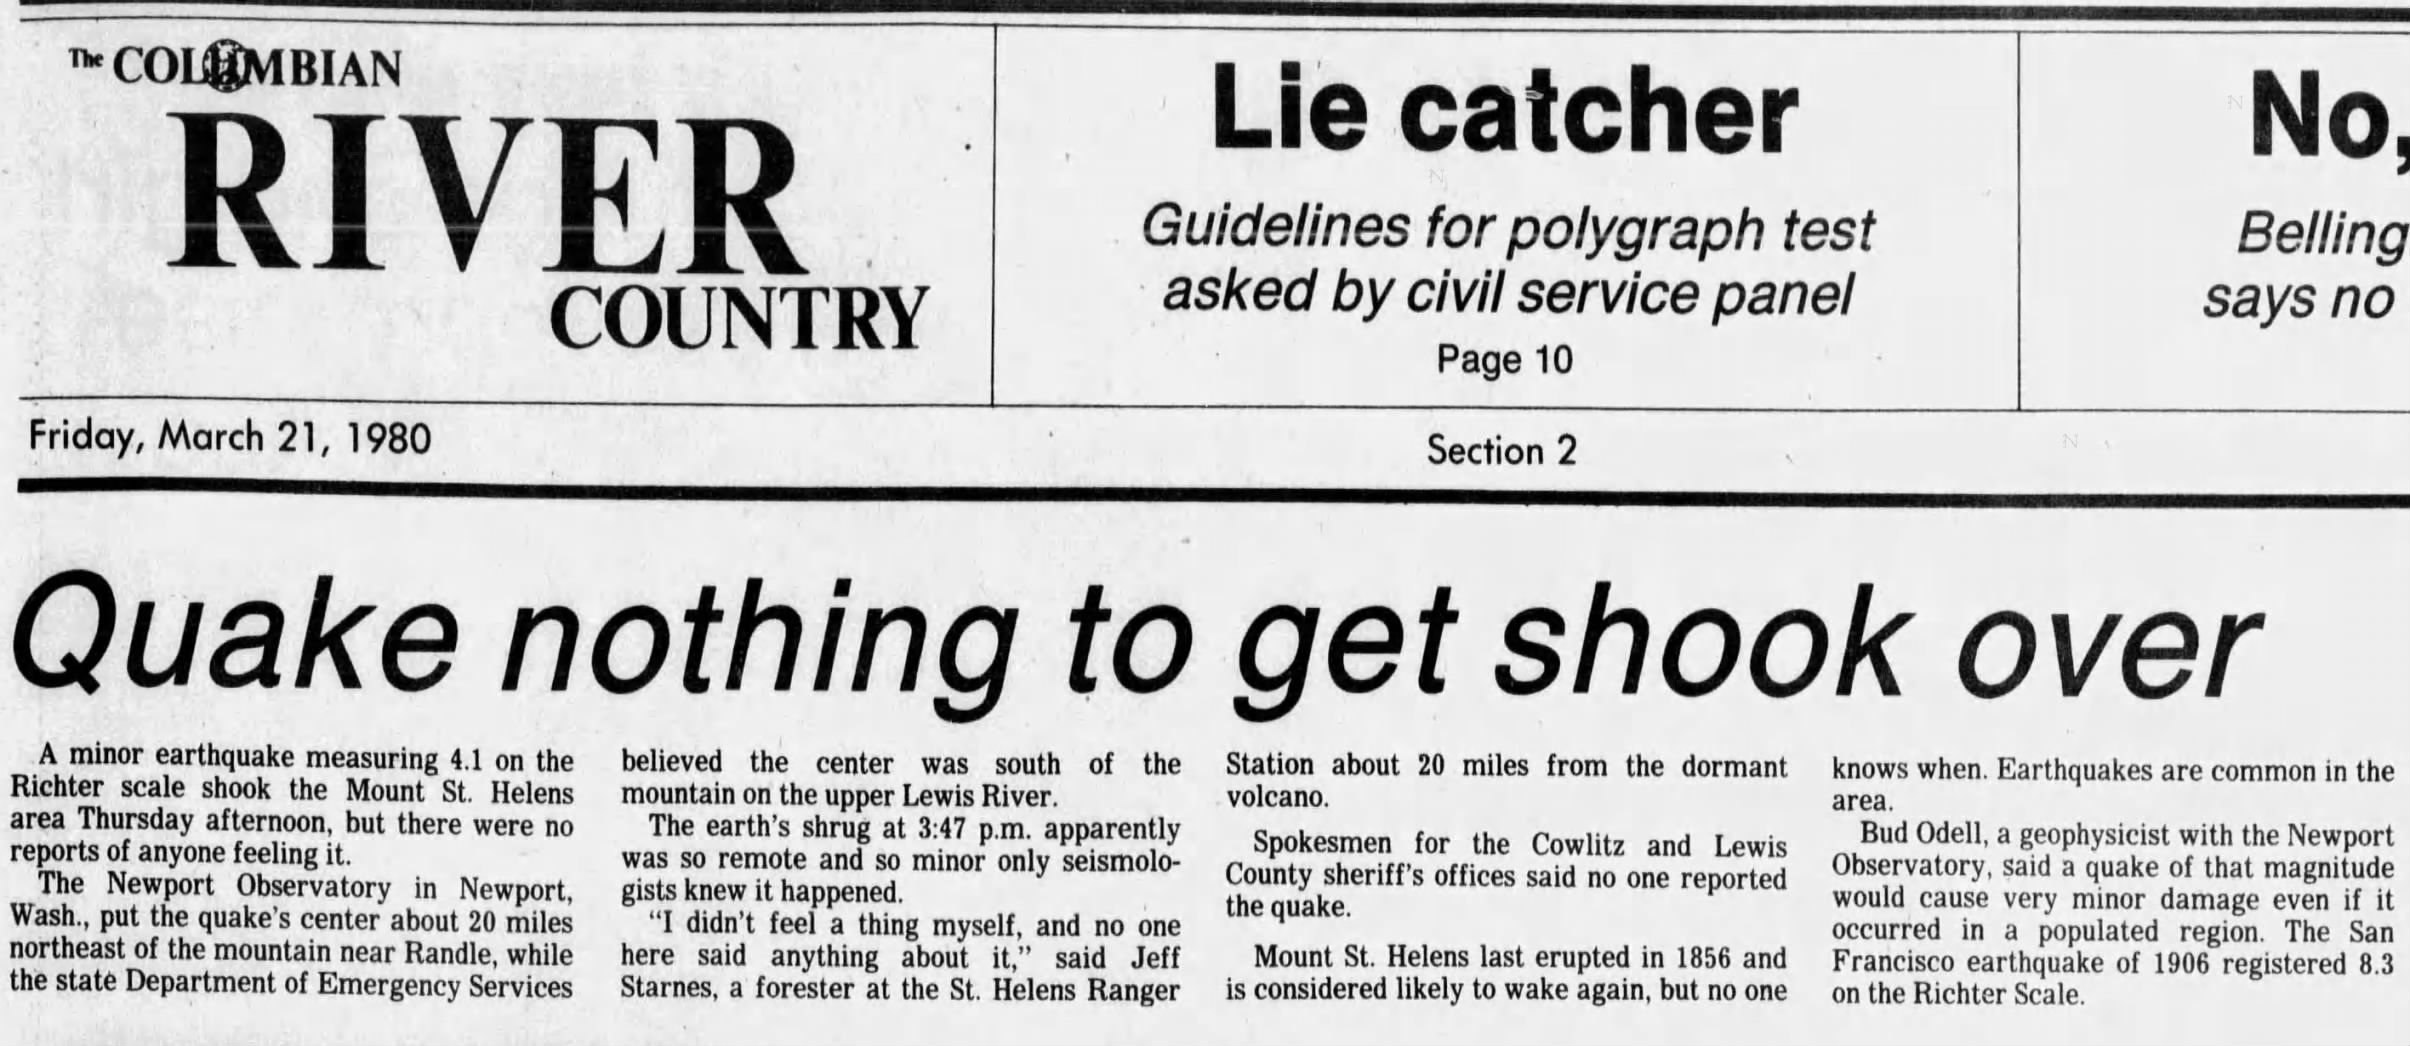 The COLUMBIAN
RIVER
COUNTRY
Lie catcher
Guidelines for polygraph test
asked by civil service panel
Page 10
No,
Belling
says no
Friday, March 21, 1980
Section 2
Quake nothing to get shook over
A minor earthquake measuring 4.1 on the
Richter scale shook the Mount St. Helens
area Thursday afternoon, but there were no
reports of anyone feeling it.
The Newport Observatory in Newport,
Wash., put the quake's center about 20 miles
northeast of the mountain near Randle, while
the state Department of Emergency Services
believed the center was south of the
mountain on the upper Lewis River.
The earth's shrug at 3:47 p.m. apparently
was so remote and so minor only seismolo-
gists knew it happened.
"I didn't feel a thing myself, and no one
here said anything about it," said Jeff
Starnes, a forester at the St. Helens Ranger
Station about 20 miles from the dormant
volcano.
Spokesmen for the Cowlitz and Lewis
County sheriff's offices said no one reported
the quake.
Mount St. Helens last erupted in 1856 and
is considered likely to wake again, but no one
knows when. Earthquakes are common in the
area.
Bud Odell, a geophysicist with the Newport
Observatory, said a quake of that magnitude
would cause very minor damage even if it
occurred in a populated region. The San
Francisco earthquake of 1906 registered 8.3
on the Richter Scale.